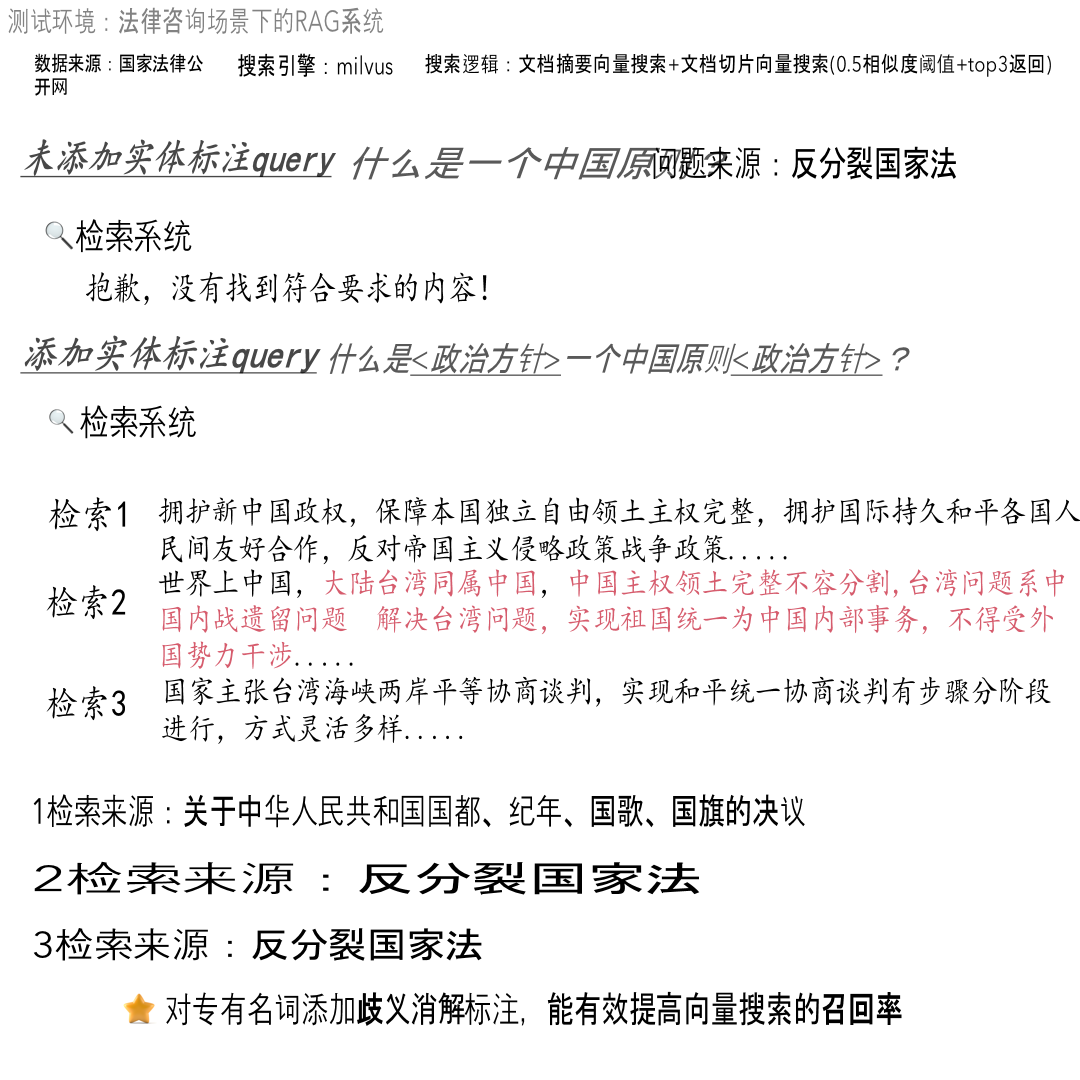 测试环境：法律咨询场景下的RAG系统
数据来源：国家法律公
开网
搜索引擎：milvus
搜索逻辑：文档摘要向量搜索+文档切片向量搜索(0.5相似度阈值+top3返回)
未添加实体标注query 什么是一个中国原则？
问题来源：反分裂国家法
检索系统
抱歉，没有找到符合要求的内容！
添加实体标注query 什么是<政治方针>一个中国原则<政治方针>？
检索系统
检索1
拥护新中国政权，保障本国独立自由领土主权完整，拥护国际持久和平各国人
民间友好合作，反对帝国主义侵略政策战争政策.....
检索2
世界上中国，大陆台湾同属中国，中国主权领土完整不容分割,台湾问题系中
国内战遗留问题 解决台湾问题，实现祖国统一为中国内部事务，不得受外
国势力干涉.....
检索3
国家主张台湾海峡两岸平等协商谈判，实现和平统一协商谈判有步骤分阶段
进行，方式灵活多样.....
1检索来源：关于中华人民共和国国都、纪年、国歌、国旗的决议
2检索来源：反分裂国家法
3检索来源：反分裂国家法
对专有名词添加歧义消解标注，能有效提高向量搜索的召回率